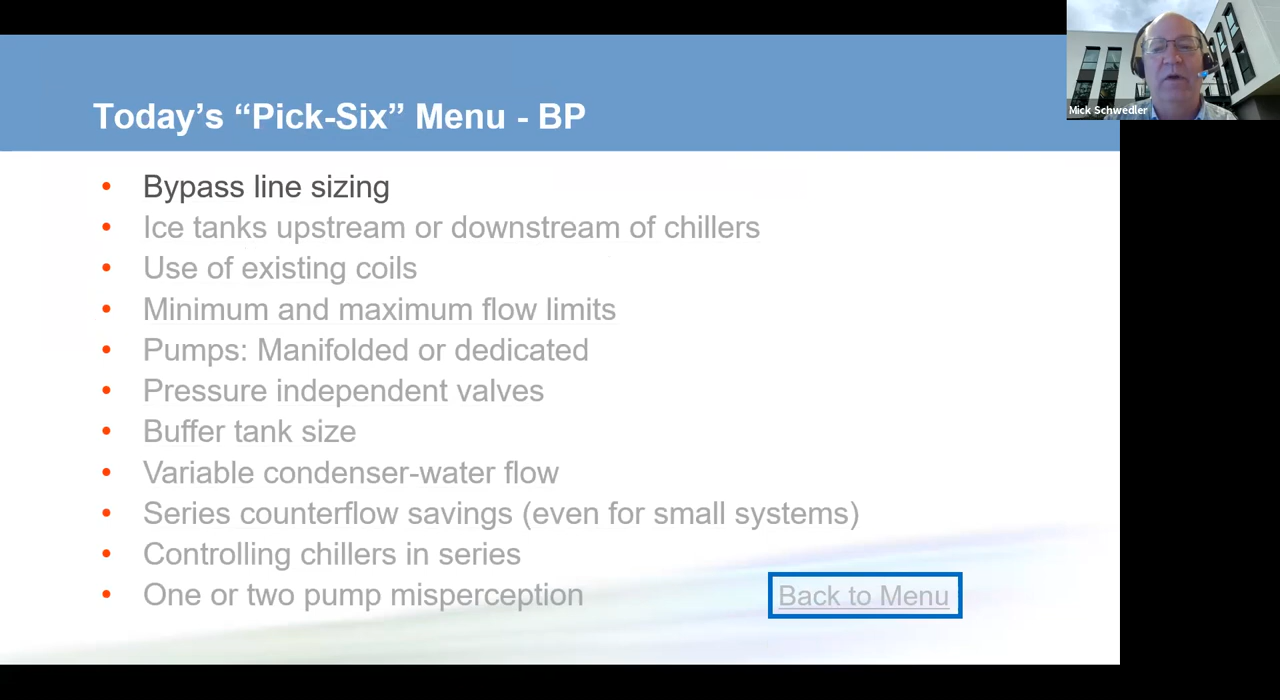 Mick Schwedler
Today's “Pick-Six” Menu - BP
• Bypass line sizing
• Ice tanks upstream or downstream of chillers
• Use of existing coils
• Minimum and maximum flow limits
• Pumps: Manifolded or dedicated
• Pressure independent valves
• Buffer tank size
• Variable condenser-water flow
• Series counterflow savings (even for small systems)
• Controlling chillers in series
• One or two pump misperception
Back to Menu